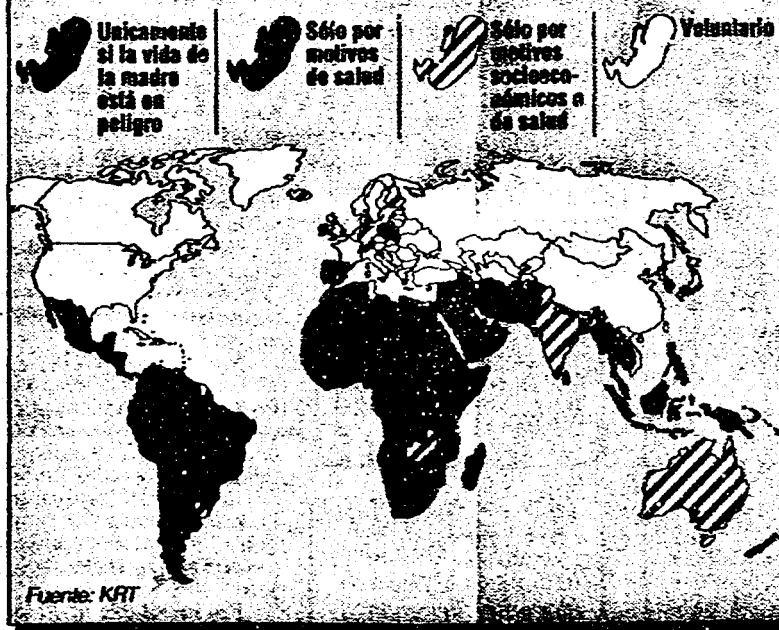 Unicamente
si la vida de
la madre
está en
peligro
Sólo por
motivos
de salud
Sólo por
motivos
socioeco-
nómicos o
de salud
Voluntario
Fuente: KRT